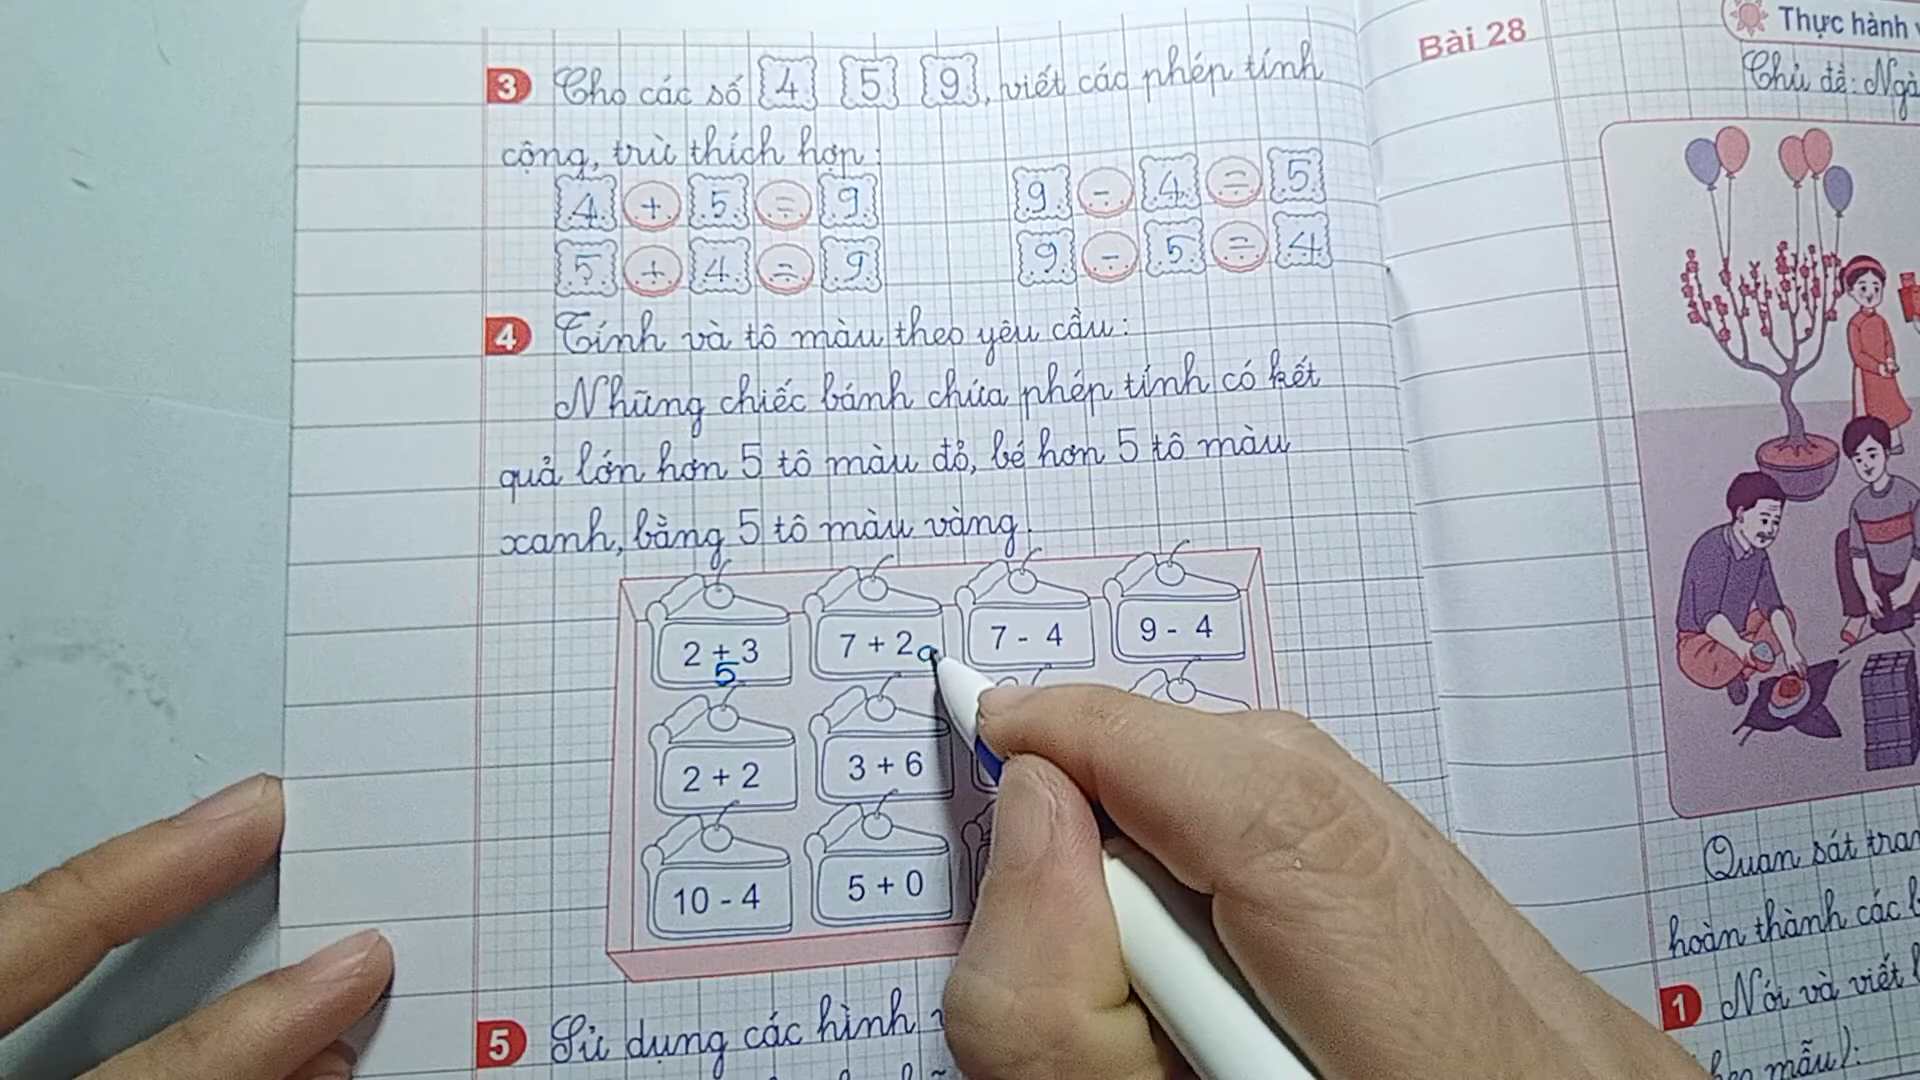 3 Cho các số 4 5 9, viết các phép tính
cộng, trừ thích hợp:
4 + 5 = 9
9 - 4 = 5
5 + 4 = 9
9 - 5 = 4
4 Tính và tô màu theo yêu cầu:
Những chiếc bánh chứa phép tính có kết
quả lớn hơn 5 tô màu đỏ, bé hơn 5 tô màu
xanh, bằng 5 tô màu vàng.
2 + 3 7 + 2 7 - 4 9 - 4
5
2 + 2 3 + 6
10 - 4 5 + 0
5 Sử dụng các hình
Bài 28
Thực hành
Chủ đề: Ngà
Quan sát tran
hoàn thành các
1 Nói và viết
mẫu):